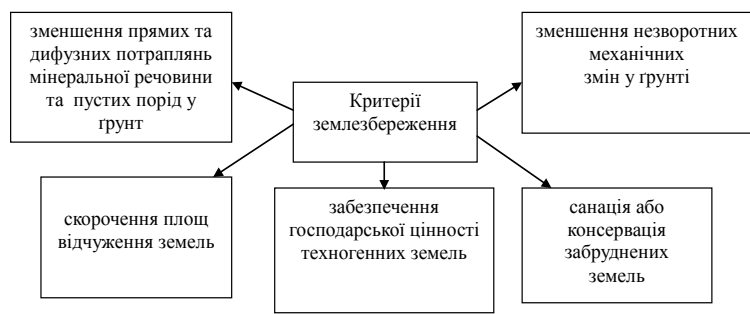 зменшення прямих та
дифузних потраплянь
мінеральної речовини
та пустих порід у
ґрунт
зменшення незворотних
механічних
змін у ґрунті
Критерії
землезбереження
скорочення площ
відчуження земель
забезпечення
господарської цінності
техногенних земель
санація або
консервація
забруднених
земель